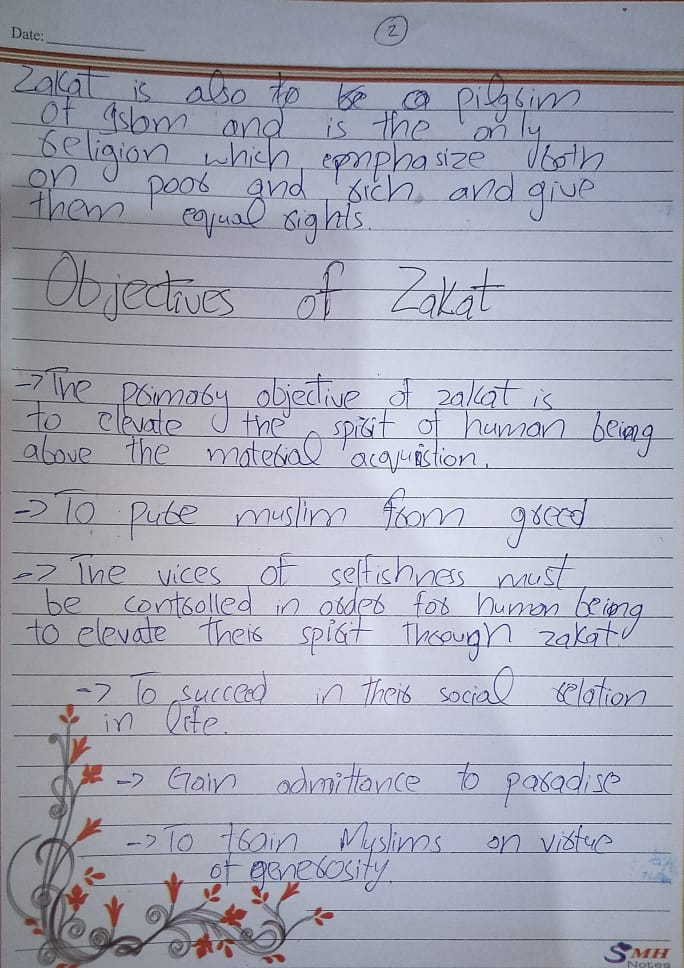 Date:
2
Zakat is also to be a pilgrim
of Islam and is the only
religion which emphasize both
on poor and rich and give
them equal rights.
Objectives of Zakat
-> The primary objective of zakat is
to elevate the spirit of human being
above the material acquistion.
-> To pure muslim from greed
-> The vices of selfishness must
be controlled in order for human being
to elevate their spirit through zakat.
-> To succeed in their social relation
in life.
-> Gain admittance to paradise
-> To train Muslims on virtue
of generosity.
SMH
Notes